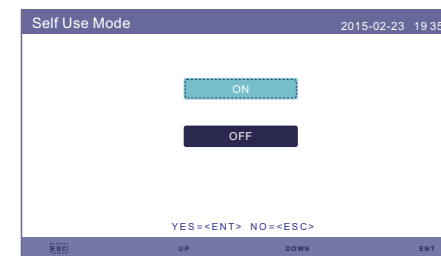 Self Use Mode 2015-02-23 19 35
ON
OFF
YES=<ENT> NO=<ESC>
ESC UP DOWN ENT